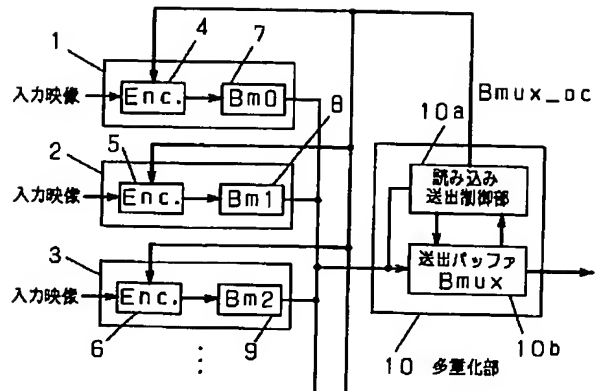 1
4
7
入力映像
Enc.
Bm0
8
Bmux_oc
10a
2
5
入力映像
Enc.
Bm1
読み込み
送出制御部
3
入力映像
Enc.
Bm2
送出バッファ
Bmux
6
9
10 多重化部
10b